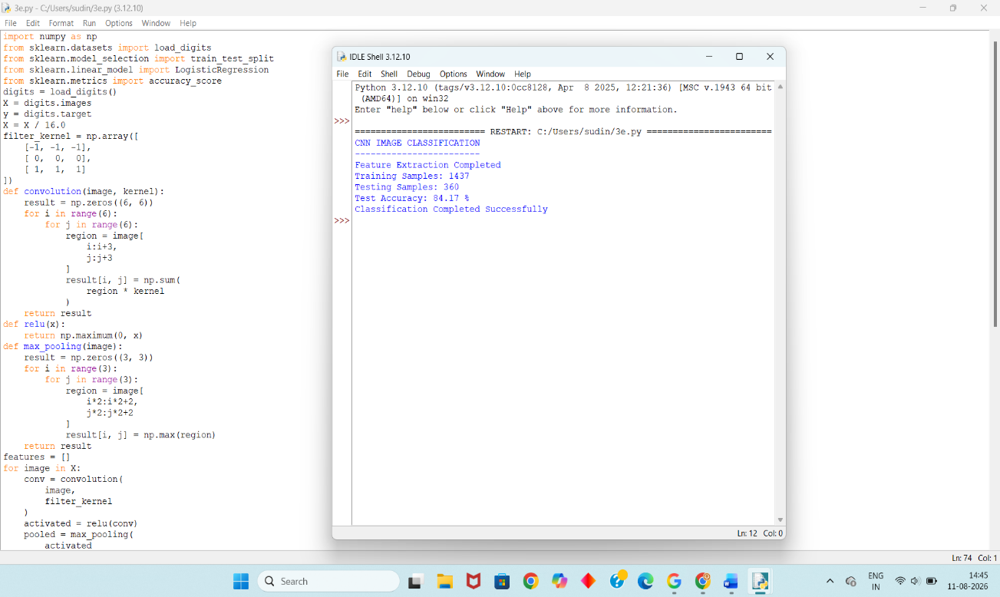 3e.py - C:/Users/sudin/3e.py (3.12.10)
File Edit Format Run Options Window Help
import numpy as np
from sklearn.datasets import load_digits
from sklearn.model_selection import train_test_split
from sklearn.linear_model import LogisticRegression
from sklearn.metrics import accuracy_score
digits = load_digits()
X = digits.images
y = digits.target
X = X / 16.0
filter_kernel = np.array([
    [-1, -1, -1],
    [ 0,  0,  0],
    [ 1,  1,  1]
])
def convolution(image, kernel):
    result = np.zeros((6, 6))
    for i in range(6):
        for j in range(6):
            region = image[
                i:i+3,
                j:j+3
            ]
            result[i, j] = np.sum(
                region * kernel
            )
    return result
def relu(x):
    return np.maximum(0, x)
def max_pooling(image):
    result = np.zeros((3, 3))
    for i in range(3):
        for j in range(3):
            region = image[
                i*2:i*2+2,
                j*2:j*2+2
            ]
            result[i, j] = np.max(region)
    return result
features = []
for image in X:
    conv = convolution(
        image,
        filter_kernel
    )
    activated = relu(conv)
    pooled = max_pooling(
        activated
Ln: 74 Col: 1
IDLE Shell 3.12.10
File Edit Shell Debug Options Window Help
Python 3.12.10 (tags/v3.12.10:0cc8128, Apr  8 2025, 12:21:36) [MSC v.1943 64 bit
 (AMD64)] on win32
Enter "help" below or click "Help" above for more information.
>>>
========================= RESTART: C:/Users/sudin/3e.py ========================
CNN IMAGE CLASSIFICATION
------------------------
Feature Extraction Completed
Training Samples: 1437
Testing Samples: 360
Test Accuracy: 84.17 %
Classification Completed Successfully
>>>
Ln: 12 Col: 0
Search
ENG
IN
14:45
11-08-2026